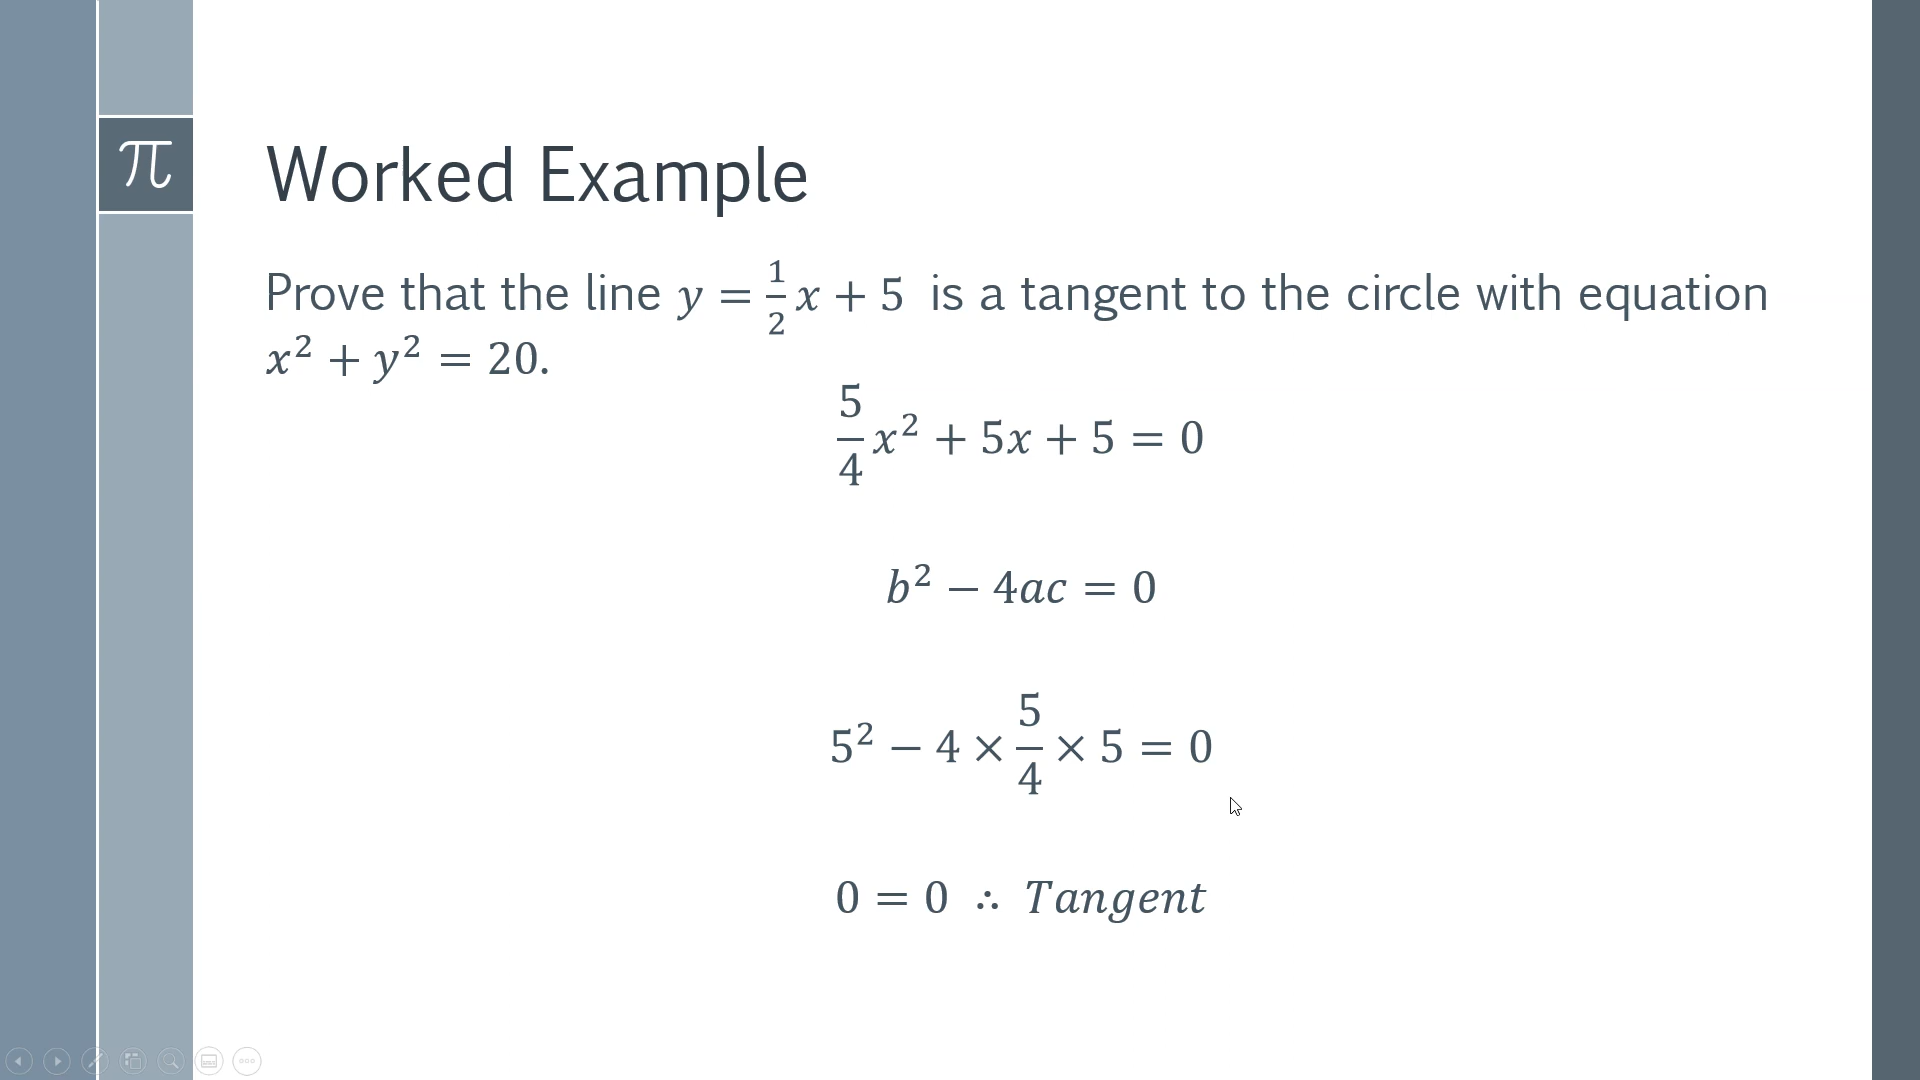 π
Worked Example
Prove that the line y = 1/2 x + 5 is a tangent to the circle with equation
x² + y² = 20.
5/4 x² + 5x + 5 = 0
b² − 4ac = 0
5² − 4 × 5/4 × 5 = 0
0 = 0 ∴ Tangent